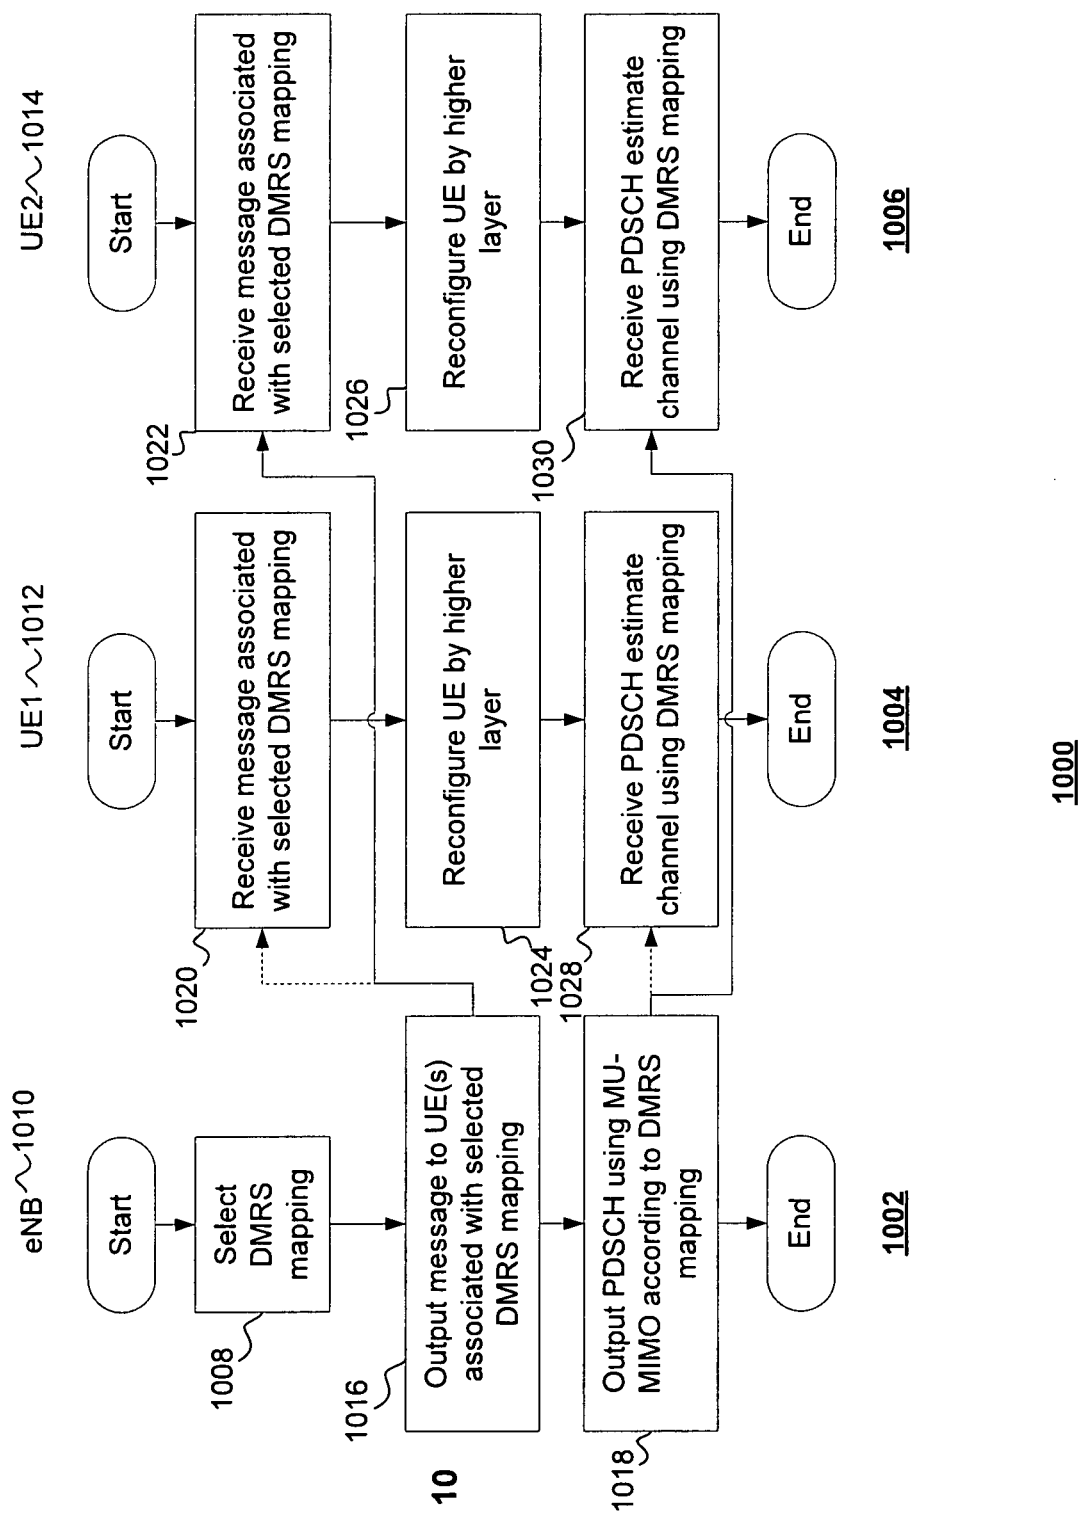 eNB 1010
Start
Select
DMRS
mapping
1008
Output message to UE(s)
associated with selected
DMRS mapping
1016
Output PDSCH using MU-
MIMO according to DMRS
mapping
1018
End
1002
UE1 1012
Start
Receive message associated
with selected DMRS mapping
1020
Reconfigure UE by higher
layer
1024
Receive PDSCH estimate
channel using DMRS mapping
1028
End
1004
UE2 1014
Start
Receive message associated
with selected DMRS mapping
1022
Reconfigure UE by higher
layer
1026
Receive PDSCH estimate
channel using DMRS mapping
1030
End
1006
10
1000